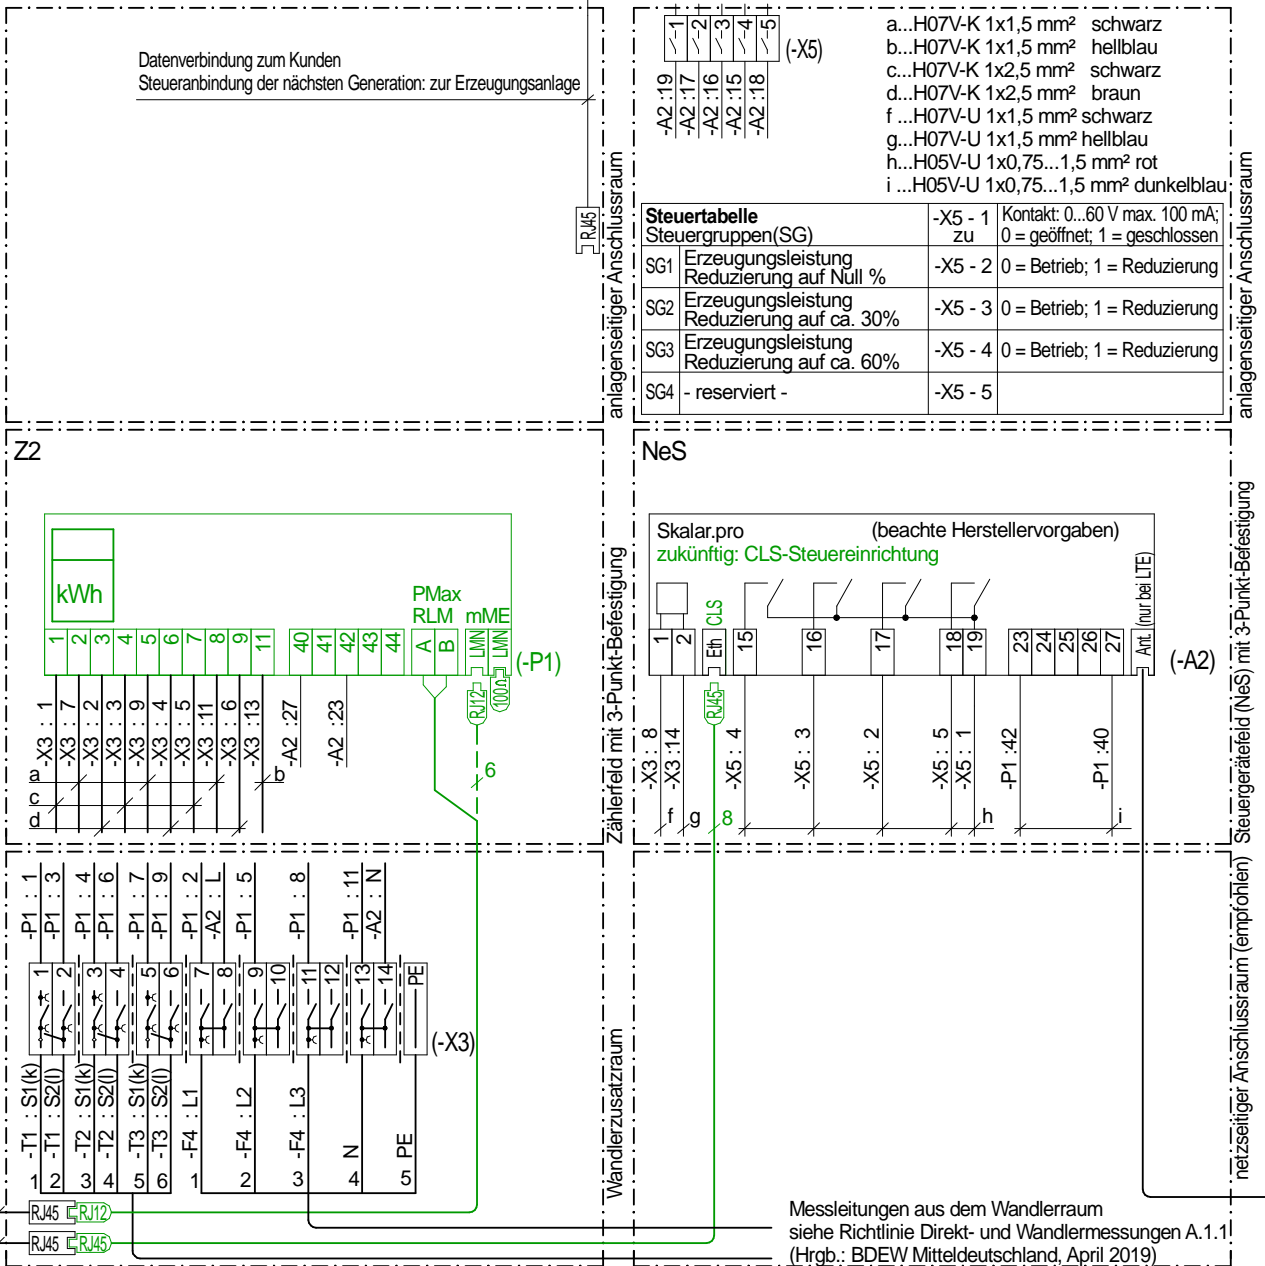 Datenverbindung zum Kunden
Steueranbindung der nächsten Generation: zur Erzeugungsanlage
RJ45
anlagenseitiger Anschlussraum
1
2
3
4
5
(-X5)
-A2 :19
-A2 :17
-A2 :16
-A2 :15
-A2 :18
a...H07V-K 1x1,5 mm² schwarz
b...H07V-K 1x1,5 mm² hellblau
c...H07V-K 1x2,5 mm² schwarz
d...H07V-K 1x2,5 mm² braun
f ...H07V-U 1x1,5 mm² schwarz
g...H07V-U 1x1,5 mm² hellblau
h...H05V-U 1x0,75...1,5 mm² rot
i ...H05V-U 1x0,75...1,5 mm² dunkelblau
Steuertabelle
Steuergruppen(SG)
-X5 - 1
zu
Kontakt: 0...60 V max. 100 mA;
0 = geöffnet; 1 = geschlossen
SG1
Erzeugungsleistung
Reduzierung auf Null %
-X5 - 2
0 = Betrieb; 1 = Reduzierung
SG2
Erzeugungsleistung
Reduzierung auf ca. 30%
-X5 - 3
0 = Betrieb; 1 = Reduzierung
SG3
Erzeugungsleistung
Reduzierung auf ca. 60%
-X5 - 4
0 = Betrieb; 1 = Reduzierung
SG4
- reserviert -
-X5 - 5
anlagenseitiger Anschlussraum
Z2
kWh
PMax
RLM
mME
1
2
3
4
5
6
7
8
9
11
40
41
42
43
44
A
B
LMN
LMN
(-P1)
RJ12
100Ω
-X3 : 1
-X3 : 7
-X3 : 2
-X3 : 3
-X3 : 9
-X3 : 4
-X3 : 5
-X3 :11
-X3 : 6
-X3 :13
-A2 :27
-A2 :23
a
b
c
d
6
Zählerfeld mit 3-Punkt-Befestigung
NeS
Skalar.pro
(beachte Herstellervorgaben)
zukünftig: CLS-Steuereinrichtung
CLS
1
2
Eth
15
16
17
18
19
23
24
25
26
27
Ant. (nur bei LTE)
(-A2)
RJ45
-X3 : 8
-X3 :14
-X5 : 4
-X5 : 3
-X5 : 2
-X5 : 5
-X5 : 1
-P1 :42
-P1 :40
f
g
8
h
i
Steuergerätefeld (NeS) mit 3-Punkt-Befestigung
-P1 : 1
-P1 : 3
-P1 : 4
-P1 : 6
-P1 : 7
-P1 : 9
-P1 : 2
-A2 : L
-P1 : 5
-P1 : 8
-P1 : 11
-A2 : N
1
2
3
4
5
6
7
8
9
10
11
12
13
14
PE
(-X3)
-T1 : S1(k)
-T1 : S2(l)
-T2 : S1(k)
-T2 : S2(l)
-T3 : S1(k)
-T3 : S2(l)
-F4 : L1
-F4 : L2
-F4 : L3
N
PE
1
2
3
4
5
6
1
2
3
4
5
RJ45
RJ12
RJ45
RJ45
Wandlerzusatzraum
netzseitiger Anschlussraum (empfohlen)
Messleitungen aus dem Wandlerraum
siehe Richtlinie Direkt- und Wandlermessungen A.1.1
(Hrgb.: BDEW Mitteldeutschland, April 2019)